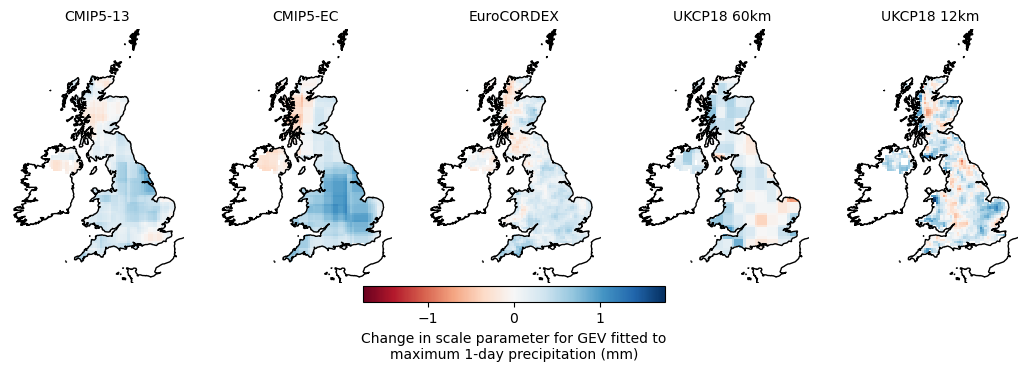 CMIP5-13
CMIP5-EC
EuroCORDEX
UKCP18 60km
UKCP18 12km
−1
0
1
Change in scale parameter for GEV fitted to
maximum 1-day precipitation (mm)